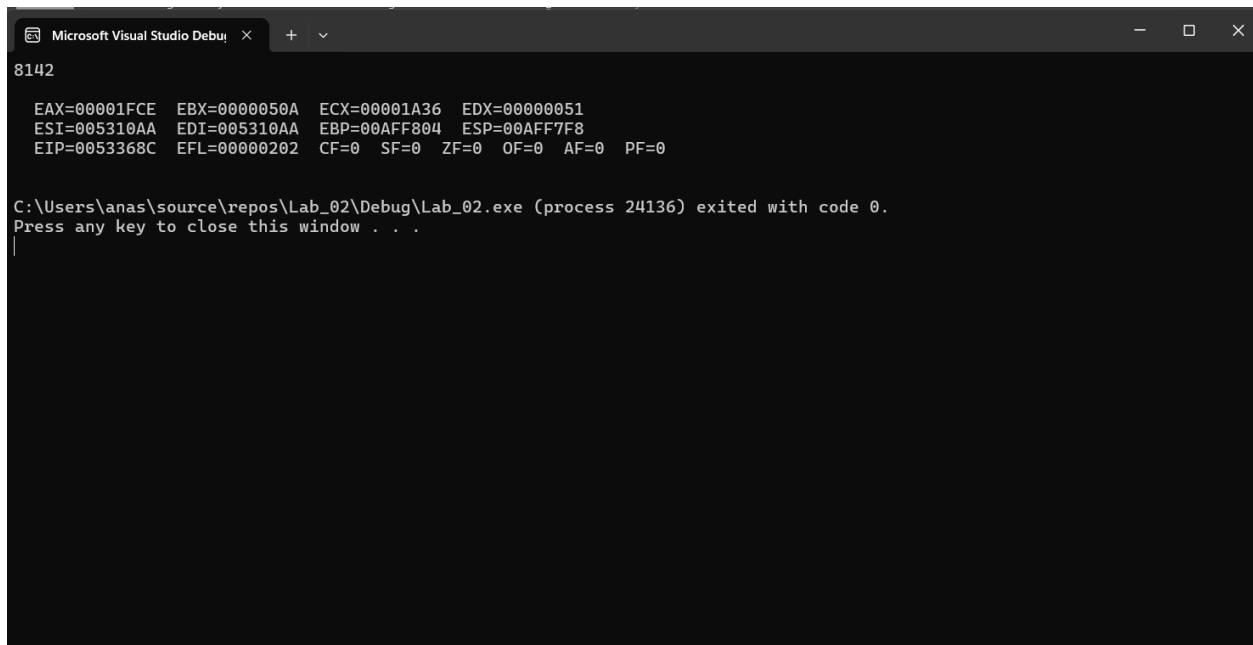 Microsoft Visual Studio Debu
8142
EAX=00001FCE EBX=0000050A ECX=00001A36 EDX=00000051
ESI=005310AA EDI=005310AA EBP=00AFF804 ESP=00AFF7F8
EIP=0053368C EFL=00000202 CF=0 SF=0 ZF=0 OF=0 AF=0 PF=0
C:\Users\anas\source\repos\Lab_02\Debug\Lab_02.exe (process 24136) exited with code 0.
Press any key to close this window . . .